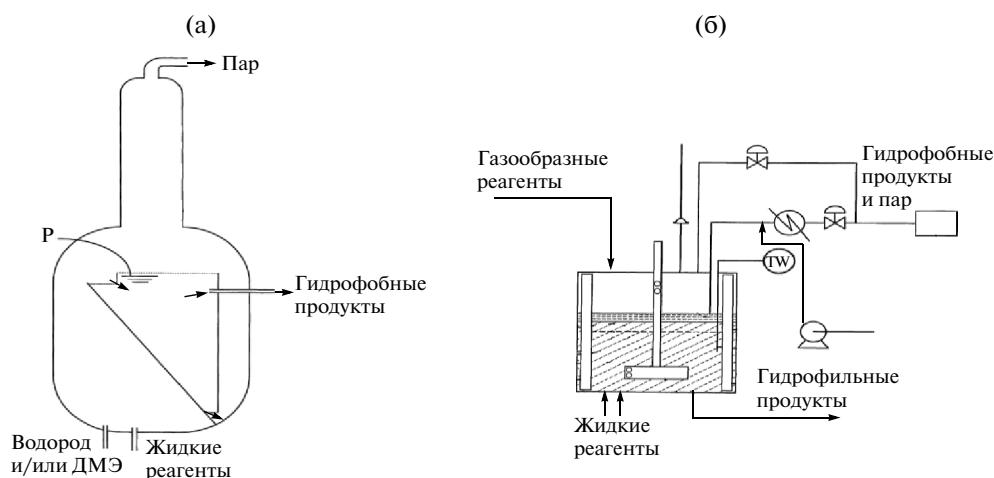 (а)
Пар
Р
Гидрофобные
продукты
Водород
и/или ДМЭ
Жидкие
реагенты
(б)
Газообразные
реагенты
Гидрофобные
продукты
и пар
TW
Гидрофильные
продукты
Жидкие
реагенты